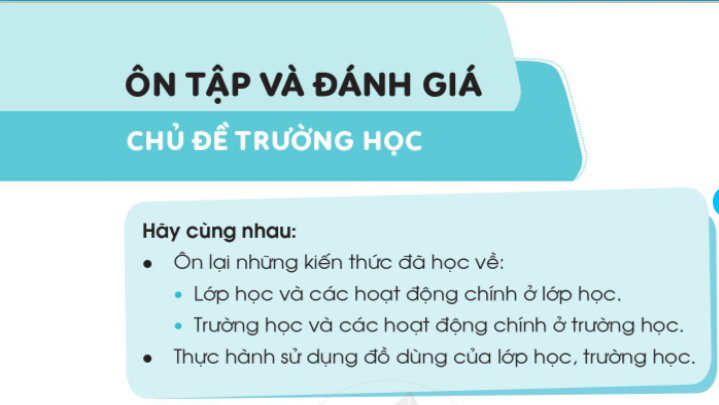 ÔN TẬP VÀ ĐÁNH GIÁ
CHỦ ĐỀ TRƯỜNG HỌC
Hãy cùng nhau:
● Ôn lại những kiến thức đã học về:
● Lớp học và các hoạt động chính ở lớp học.
● Trường học và các hoạt động chính ở trường học.
● Thực hành sử dụng đồ dùng của lớp học, trường học.